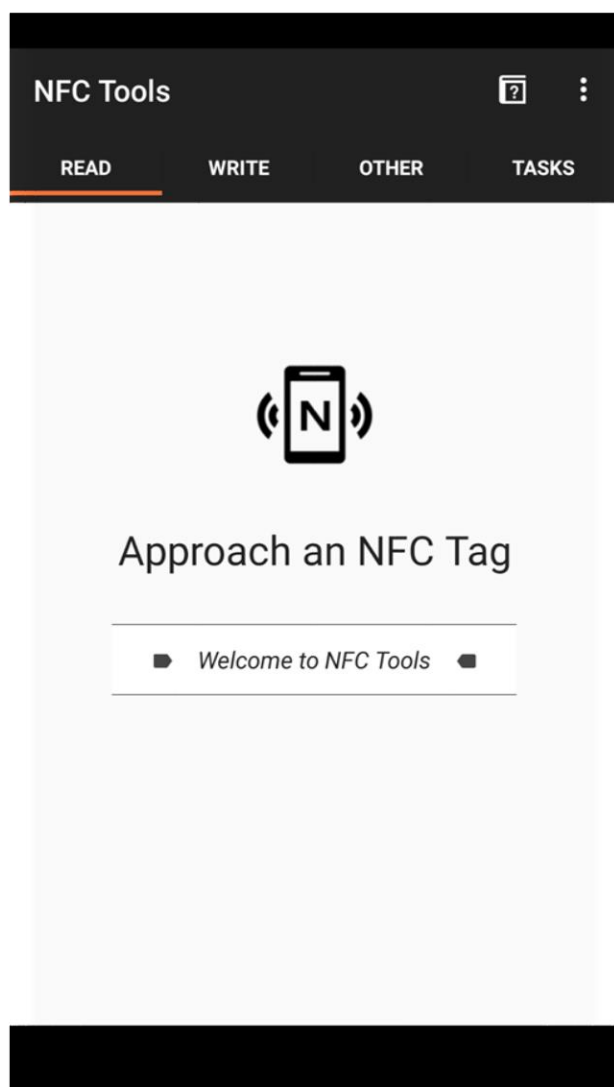 NFC Tools
?
READ WRITE OTHER TASKS
N
Approach an NFC Tag
Welcome to NFC Tools